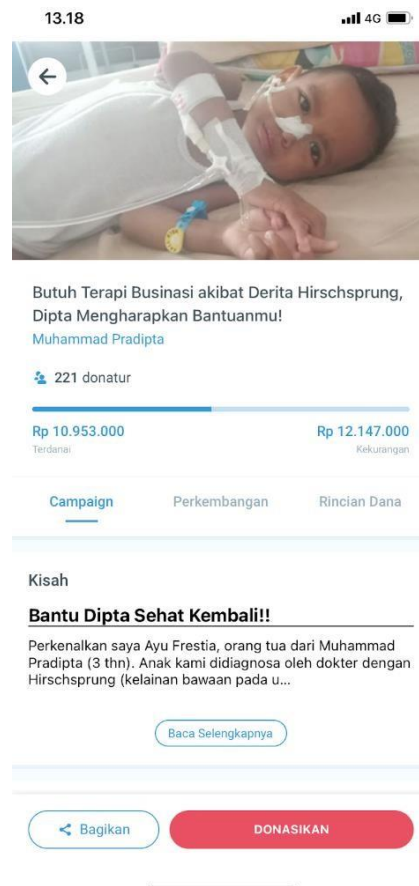 13.18
4G
Butuh Terapi Businasi akibat Derita Hirschsprung,
Dipta Mengharapkan Bantuanmu!
Muhammad Pradipta
221 donatur
Rp 10.953.000 Rp 12.147.000
Terdanai Kekurangan
Campaign Perkembangan Rincian Dana
Kisah
Bantu Dipta Sehat Kembali!!
Perkenalkan saya Ayu Frestia, orang tua dari Muhammad
Pradipta (3 thn). Anak kami didiagnosa oleh dokter dengan
Hirschsprung (kelainan bawaan pada u...
Baca Selengkapnya
Bagikan DONASIKAN